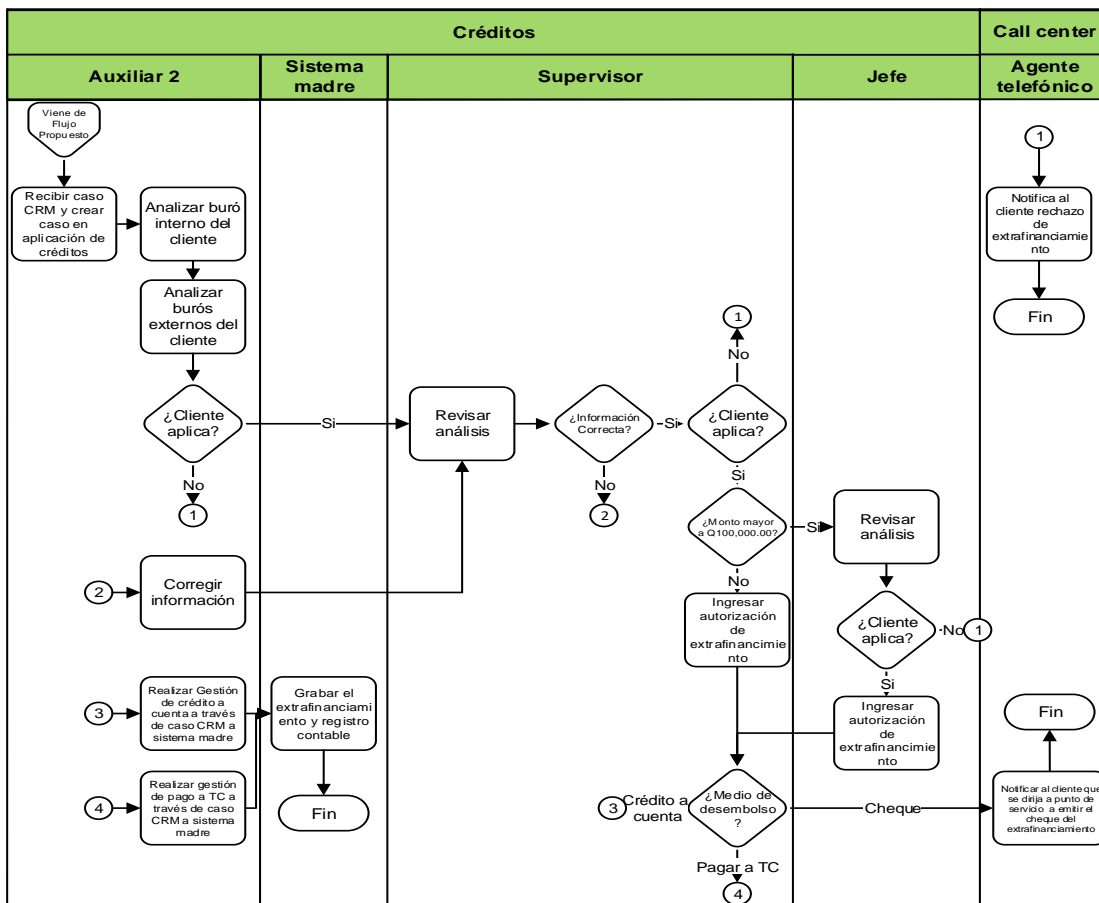 Créditos
Call center
Auxiliar 2
Sistema
madre
Supervisor
Jefe
Agente
telefónico
Viene de
Flujo
Propuesto
Recibir caso
CRM y crear
caso en
aplicación de
créditos
Analizar buró
interno del
cliente
1
Notifica al
cliente rechazo
de
extrafinanciamie
nto
Analizar
burós
externos del
cliente
Fin
1
No
¿Cliente
aplica?
Si
Revisar
análisis
¿Información
Correcta?
Si
¿Cliente
aplica?
No
1
No
2
Si
¿Monto mayor
a Q100,000.00?
Si
Revisar
análisis
2
Corregir
información
No
Ingresar
autorización
de
extrafinancimie
nto
¿Cliente
aplica?
No
1
Si
3
Realizar Gestión
de crédito a
cuenta a través
de caso CRM a
sistema madre
Grabar el
extrafinanciami
ento y registro
contable
Ingresar
autorización
de
extrafinancimie
nto
Fin
4
Realizar gestión
de pago a TC a
través de caso
CRM a sistema
madre
Fin
3
Crédito a
cuenta
¿Medio de
desembolso
?
Cheque
Notificar al cliente que
se dirija a punto de
servicio a emitir el
cheque del
extrafinanciamiento
Pagar a TC
4